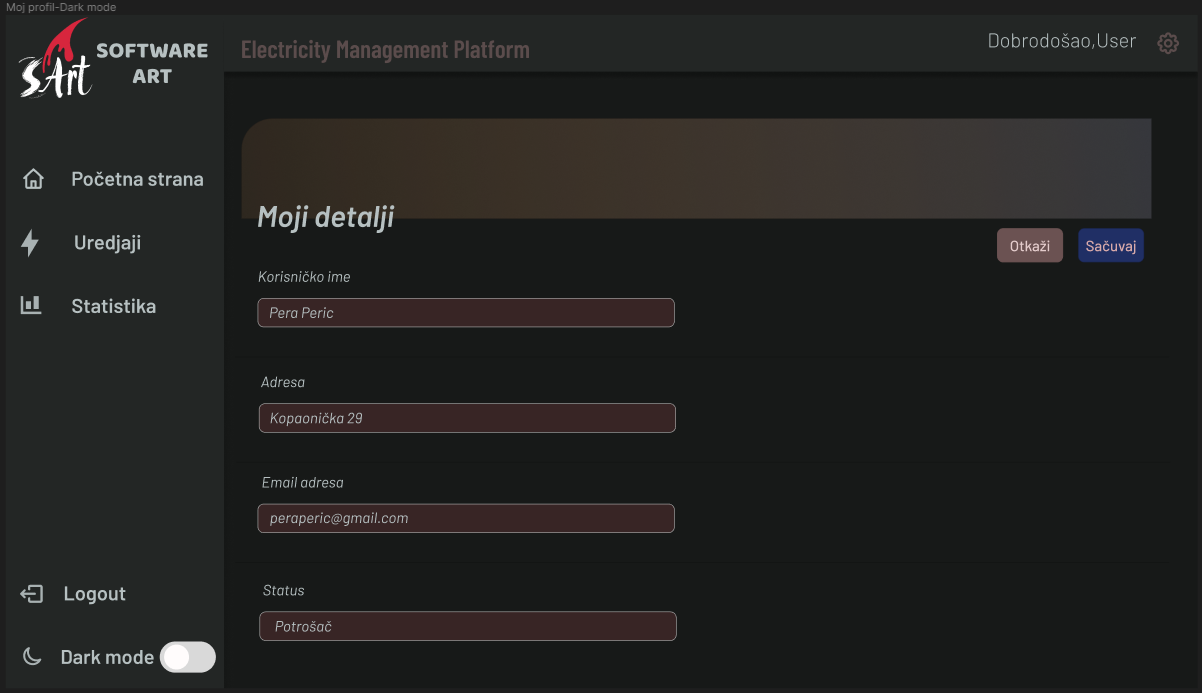 Moj profil-Dark mode
sArt
SOFTWARE
ART
Electricity Management Platform
Dobrodošao,User
Početna strana
Uredjaji
Statistika
Logout
Dark mode
Moji detalji
Otkaži
Sačuvaj
Korisničko ime
Pera Peric
Adresa
Kopaonička 29
Email adresa
peraperic@gmail.com
Status
Potrošač